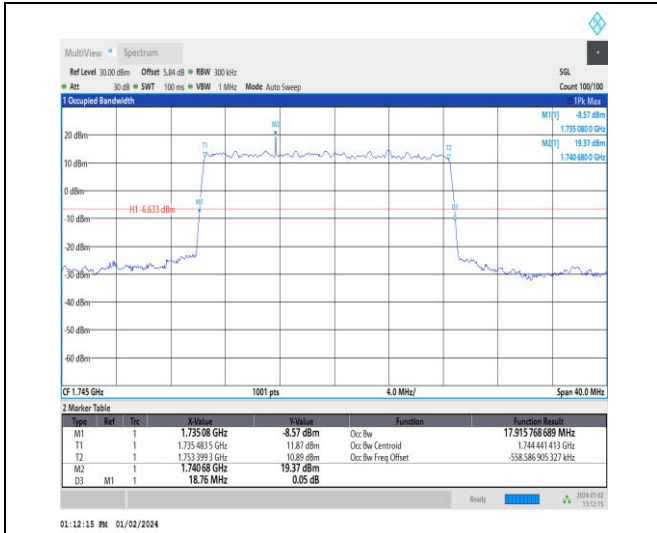 MultiView Spectrum
Ref Level 30.00 dBm Offset 5.84 dB RBW 300 kHz SGL
Att 30 dB SWT 100 ms VBW 1 MHz Mode Auto Sweep Count 100/100
1 Occupied Bandwidth 1Pk Max
M1[1] -8.57 dBm
1.735 080 0 GHz
M2[1] 19.37 dBm
1.740 680 0 GHz
M2
20 dBm
T1
T2
10 dBm
0 dBm
M1
D3
H1 -6.633 dBm
-10 dBm
-20 dBm
-30 dBm
-40 dBm
-50 dBm
-60 dBm
CF 1.745 GHz 1001 pts 4.0 MHz/ Span 40.0 MHz
2 Marker Table
Type Ref Trc X-Value Y-Value Function Function Result
M1 1 1.735 08 GHz -8.57 dBm Occ Bw 17.915 768 689 MHz
T1 1 1.735 483 5 GHz 11.87 dBm Occ Bw Centroid 1.744 441 413 GHz
T2 1 1.753 399 3 GHz 10.89 dBm Occ Bw Freq Offset -558.586 905 327 kHz
M2 1 1.740 68 GHz 19.37 dBm
D3 M1 1 18.76 MHz 0.05 dB
Ready 2024-01-02
13:12:15
01:12:15 PM 01/02/2024